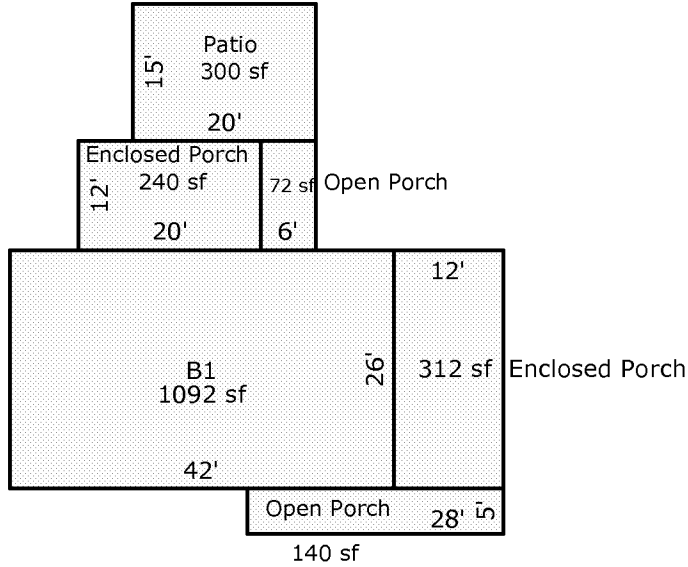 Patio
300 sf
15'
20'
Enclosed Porch
240 sf
12'
20'
72 sf
Open Porch
6'
12'
B1
1092 sf
26'
42'
312 sf
Enclosed Porch
Open Porch
28'
5'
140 sf